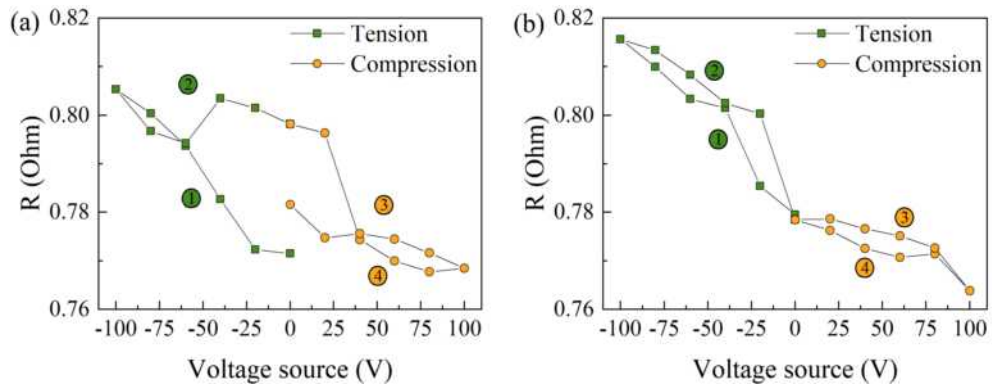 (a)
0.82
0.80
0.78
0.76
R (Ohm)
Tension
Compression
2
1
3
4
-100 -75 -50 -25 0 25 50 75 100
Voltage source (V)
(b)
0.82
0.80
0.78
0.76
R (Ohm)
Tension
Compression
2
1
3
4
-100 -75 -50 -25 0 25 50 75 100
Voltage source (V)